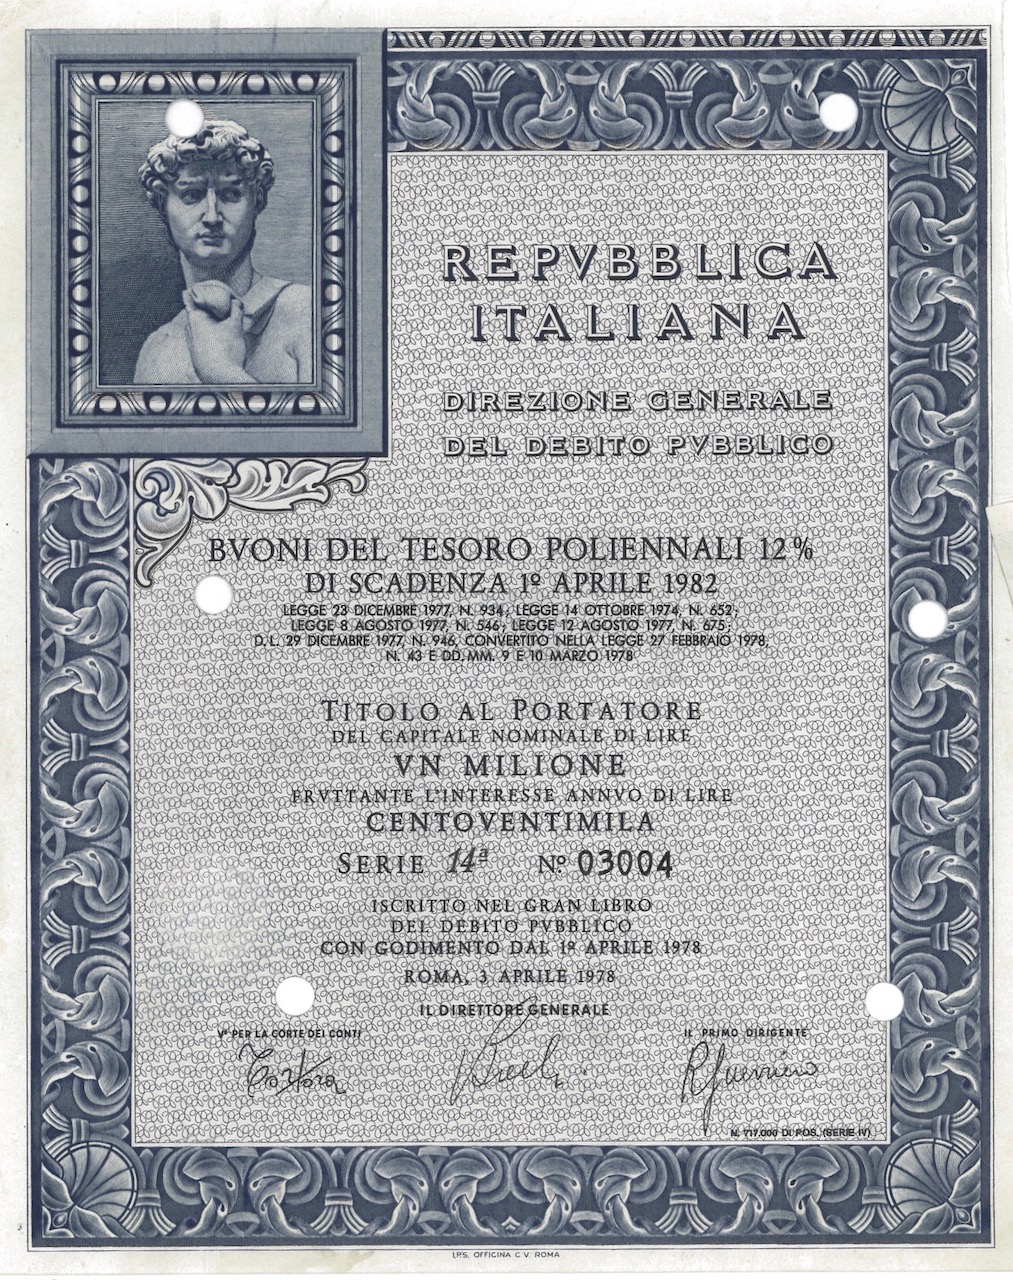 REPVBBLICA
ITALIANA
DIREZIONE GENERALE
DEL DEBITO PVBBLICO
BVONI DEL TESORO POLIENNALI 12%
DI SCADENZA 1º APRILE 1982
LEGGE 23 DICEMBRE 1977, N. 934; LEGGE 14 OTTOBRE 1974, N. 652;
LEGGE 8 AGOSTO 1977, N. 546; LEGGE 12 AGOSTO 1977, N. 675;
D.L. 29 DICEMBRE 1977, N. 946, CONVERTITO NELLA LEGGE 27 FEBBRAIO 1978,
N. 43 E DD. MM. 9 E 10 MARZO 1978
TITOLO AL PORTATORE
DEL CAPITALE NOMINALE DI LIRE
VN MILIONE
FRVTTANTE L'INTERESSE ANNVO DI LIRE
CENTOVENTIMILA
SERIE 14ª Nº 03004
ISCRITTO NEL GRAN LIBRO
DEL DEBITO PVBBLICO
CON GODIMENTO DAL 1º APRILE 1978
ROMA, 3 APRILE 1978
IL DIRETTORE GENERALE
Vº PER LA CORTE DEI CONTI
IL PRIMO DIRIGENTE
N. 717.000 DI POS. (SERIE IV)
I.P.S. OFFICINA C.V. ROMA